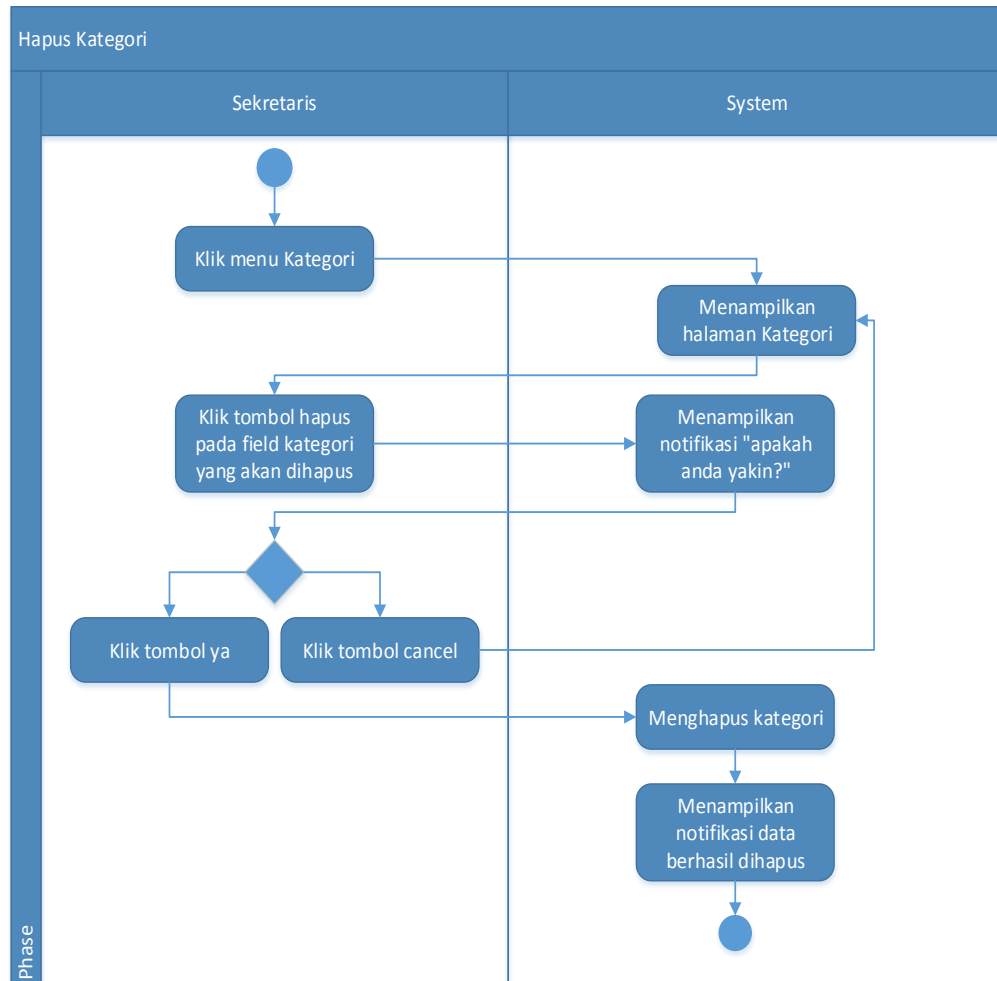 Hapus Kategori
Sekretaris
System
Klik menu Kategori
Menampilkan
halaman Kategori
Klik tombol hapus
pada field kategori
yang akan dihapus
Menampilkan
notifikasi "apakah
anda yakin?"
Klik tombol ya
Klik tombol cancel
Menghapus kategori
Menampilkan
notifikasi data
berhasil dihapus
Phase